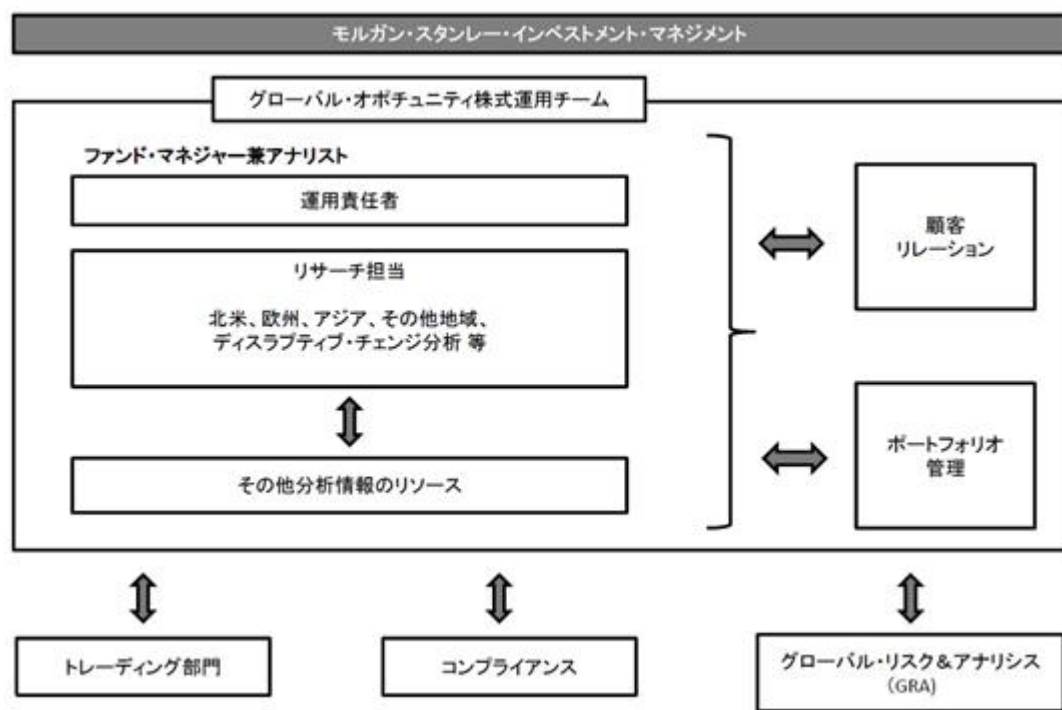 モルガン・スタンレー・インベストメント・マネジメント
グローバル・オポチュニティ株式運用チーム
ファンド・マネジャー兼アナリスト
運用責任者
リサーチ担当
北米、欧州、アジア、その他地域、
ディスラプティブ・チェンジ分析 等
その他分析情報のリソース
顧客
リレーション
ポートフォリオ
管理
トレーディング部門
コンプライアンス
グローバル・リスク&アナリシス
(GRA)